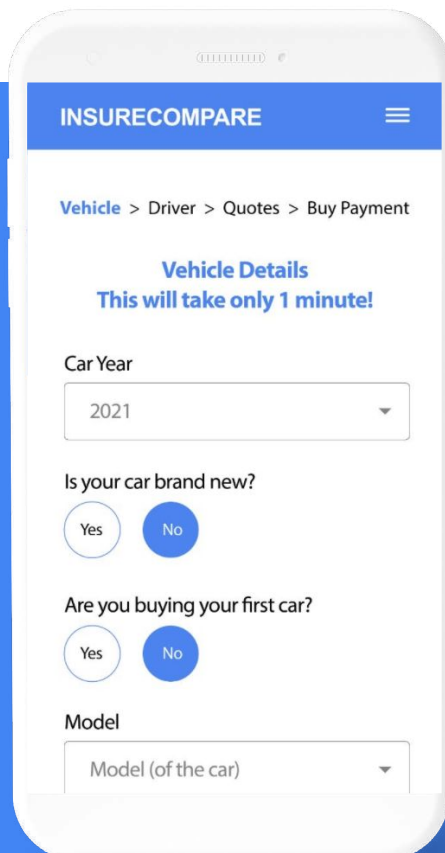 INSURECOMPARE
Vehicle > Driver > Quotes > Buy Payment
Vehicle Details
This will take only 1 minute!
Car Year
2021
Is your car brand new?
Yes No
Are you buying your first car?
Yes No
Model
Model (of the car)